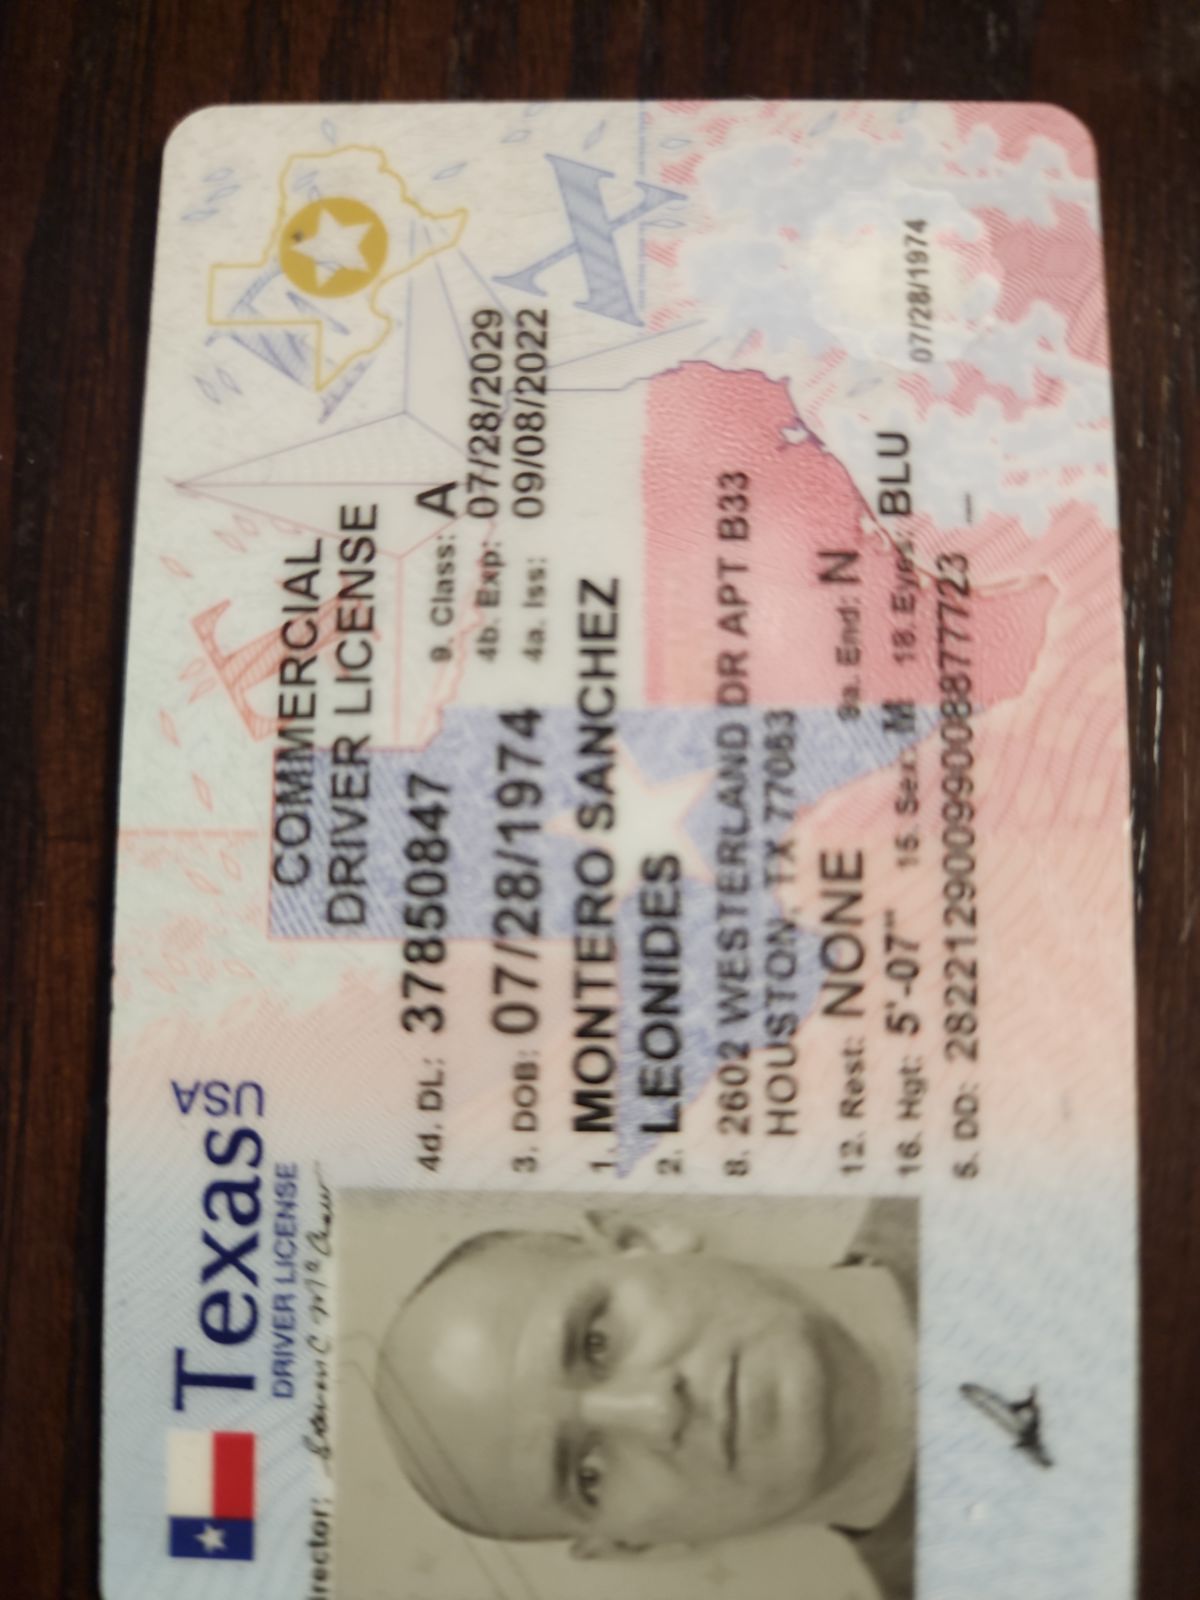 Texas
USA
DRIVER LICENSE
COMMERCIAL
DRIVER LICENSE
4d. DL: 37850847
9. Class: A
3. DOB: 07/28/1974
4b. Exp: 07/28/2029
4a. Iss: 09/08/2022
1. MONTERO SANCHEZ
2. LEONIDES
8. 2602 WESTERLAND DR APT B33
HOUSTON, TX 77063
12. Rest: NONE
9a. End: N
16. Hgt: 5'-07"
15. Sex: M
18. Eyes: BLU
5. DD: 28221290099008877723
07/28/1974